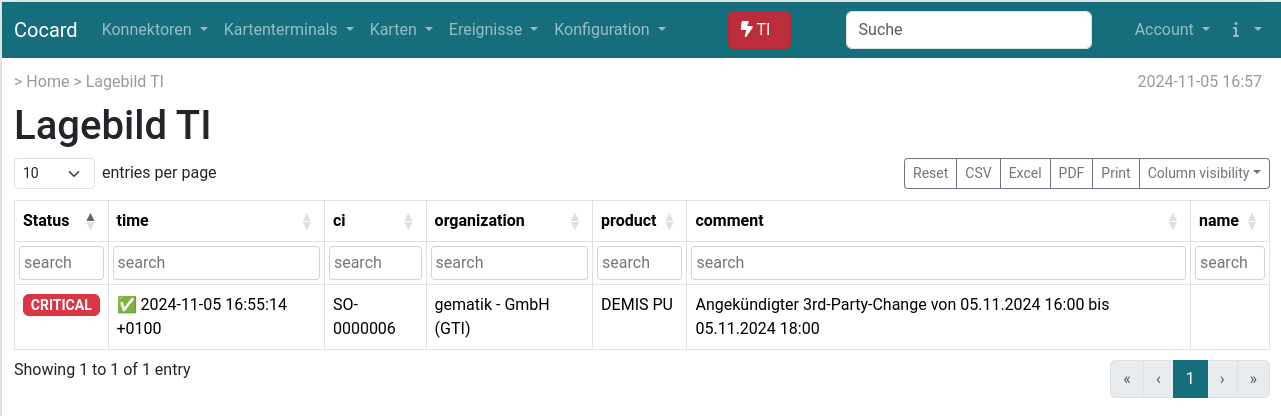 Cocard Konnektoren Kartenterminals Karten Ereignisse Konfiguration TI Suche Account i
> Home > Lagebild TI 2024-11-05 16:57
Lagebild TI
10 entries per page Reset CSV Excel PDF Print Column visibility
Status time ci organization product comment name
search search search search search search search
CRITICAL ✅ 2024-11-05 16:55:14 SO- gematik - GmbH DEMIS PU Angekündigter 3rd-Party-Change von 05.11.2024 16:00 bis
+0100 0000006 (GTI) 05.11.2024 18:00
Showing 1 to 1 of 1 entry « ‹ 1 › »